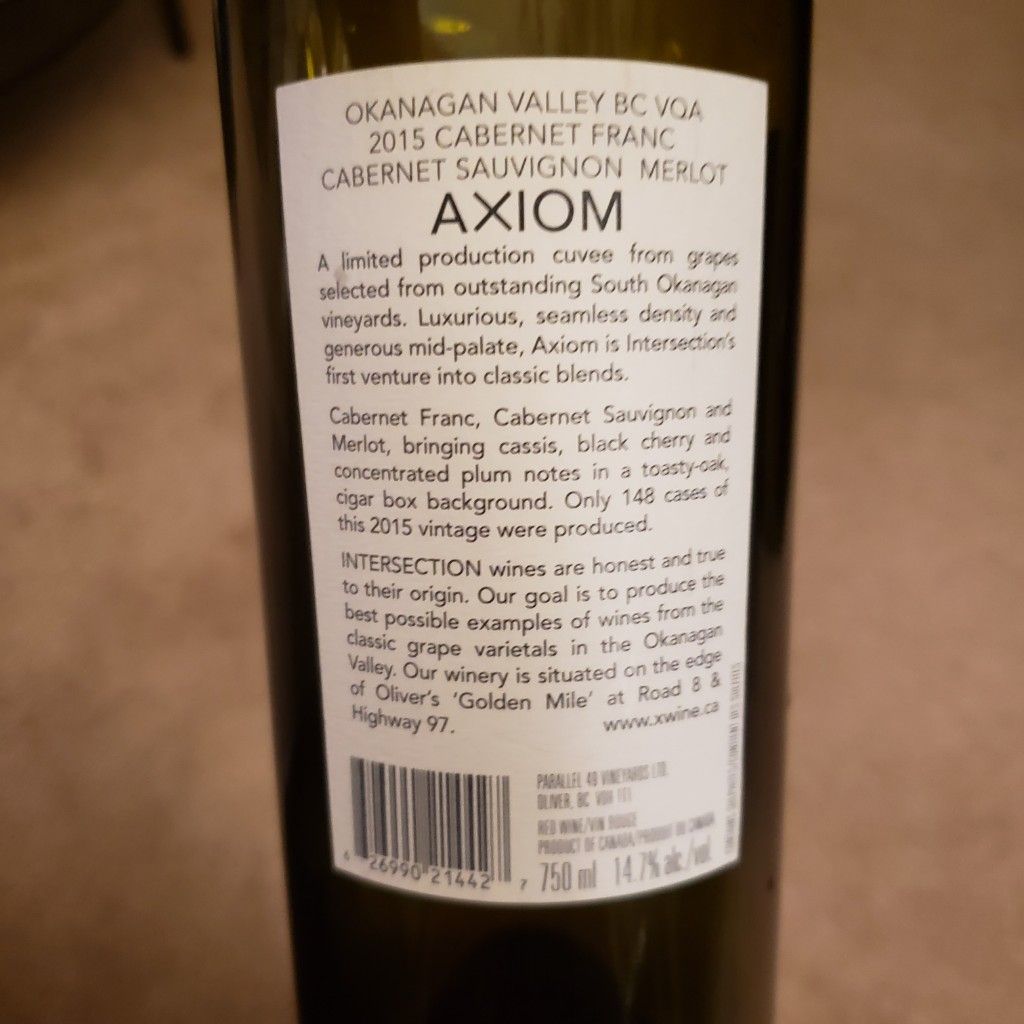 OKANAGAN VALLEY BC VQA
2015 CABERNET FRANC
CABERNET SAUVIGNON MERLOT
AXIOM
A limited production cuvee from grapes
selected from outstanding South Okanagan
vineyards. Luxurious, seamless density and
generous mid-palate, Axiom is Intersection's
first venture into classic blends.
Cabernet Franc, Cabernet Sauvignon and
Merlot, bringing cassis, black cherry and
concentrated plum notes in a toasty-oak,
cigar box background. Only 148 cases of
this 2015 vintage were produced.
INTERSECTION wines are honest and true
to their origin. Our goal is to produce the
best possible examples of wines from the
classic grape varietals in the Okanagan
Valley. Our winery is situated on the edge
of Oliver's 'Golden Mile' at Road 8 &
Highway 97.
www.xwine.ca
PARALLEL 49 VINEYARDS LTD.
OLIVER, BC V0H 1T1
RED WINE/VIN ROUGE
PRODUCT OF CANADA/PRODUIT DU CANADA
750 ml 14.7% alc./vol.
6 26990 21442 7